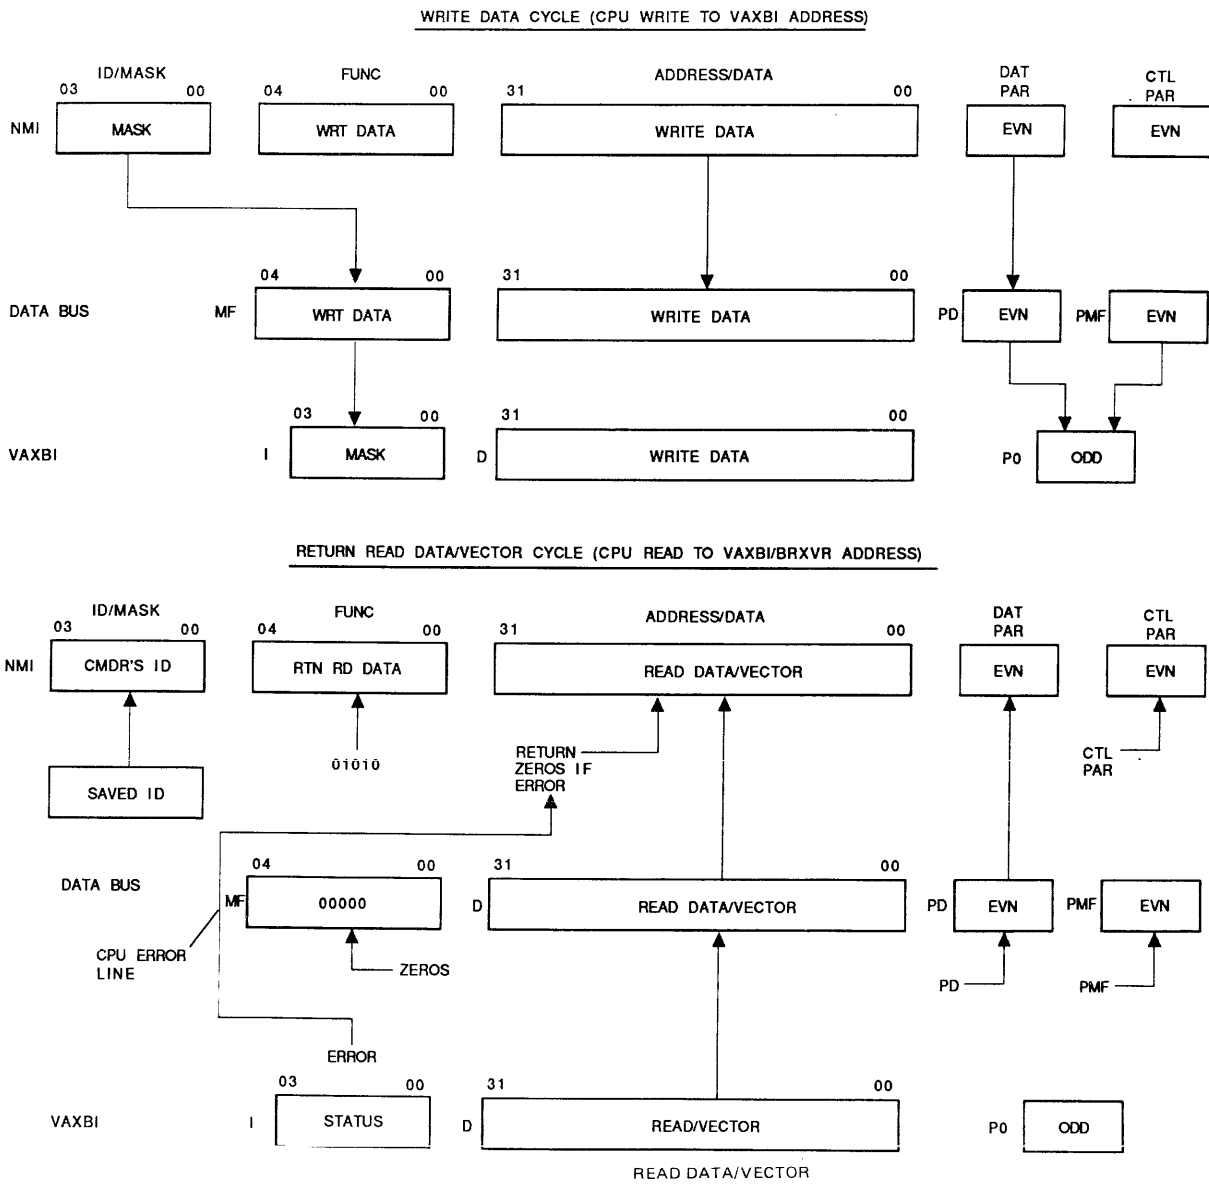 WRITE DATA CYCLE (CPU WRITE TO VAXBI ADDRESS)
ID/MASK FUNC ADDRESS/DATA DAT PAR CTL PAR
03 00 04 00 31 00
NMI MASK WRT DATA WRITE DATA EVN EVN
04 00 31 00
DATA BUS MF WRT DATA WRITE DATA PD EVN PMF EVN
03 00 31 00
VAXBI I MASK D WRITE DATA P0 ODD
RETURN READ DATA/VECTOR CYCLE (CPU READ TO VAXBI/BRXVR ADDRESS)
ID/MASK FUNC ADDRESS/DATA DAT PAR CTL PAR
03 00 04 00 31 00
NMI CMDR'S ID RTN RD DATA READ DATA/VECTOR EVN EVN
01010
RETURN
ZEROS IF
ERROR
CTL
PAR
SAVED ID
04 00 31 00
DATA BUS MF 00000 D READ DATA/VECTOR PD EVN PMF EVN
CPU ERROR
LINE
ZEROS PD PMF
ERROR
03 00 31 00
VAXBI I STATUS D READ/VECTOR P0 ODD
READ DATA/VECTOR